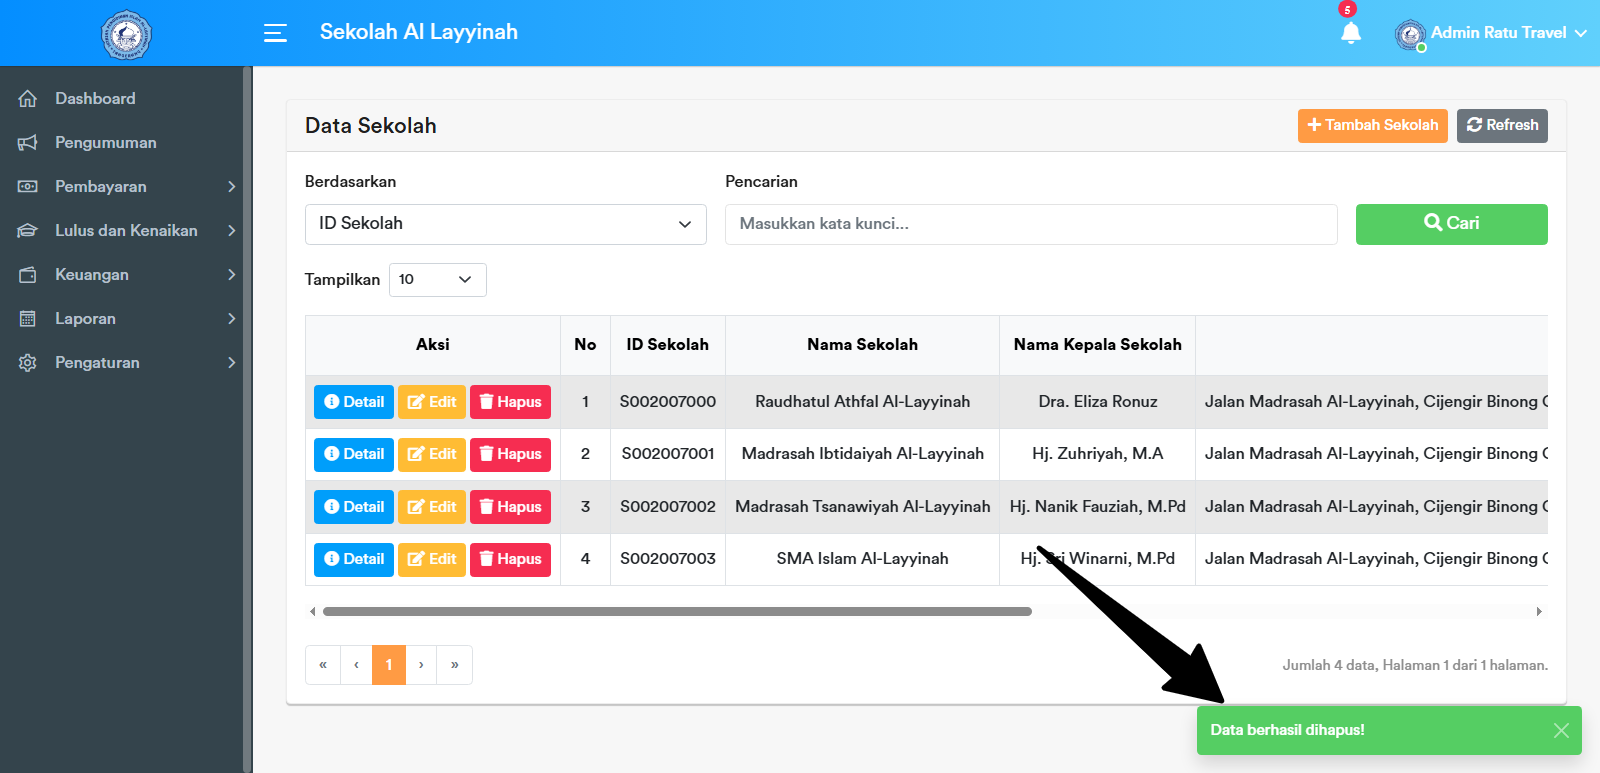 Sekolah Al Layyinah
5
Admin Ratu Travel
Dashboard
Pengumuman
Pembayaran
Lulus dan Kenaikan
Keuangan
Laporan
Pengaturan
Data Sekolah
Tambah Sekolah
Refresh
Berdasarkan
Pencarian
ID Sekolah
Masukkan kata kunci...
Cari
Tampilkan 10
Aksi No ID Sekolah Nama Sekolah Nama Kepala Sekolah
Detail Edit Hapus 1 S002007000 Raudhatul Athfal Al-Layyinah Dra. Eliza Ronuz Jalan Madrasah Al-Layyinah, Cijengir Binong
Detail Edit Hapus 2 S002007001 Madrasah Ibtidaiyah Al-Layyinah Hj. Zuhriyah, M.A Jalan Madrasah Al-Layyinah, Cijengir Binong
Detail Edit Hapus 3 S002007002 Madrasah Tsanawiyah Al-Layyinah Hj. Nanik Fauziah, M.Pd Jalan Madrasah Al-Layyinah, Cijengir Binong
Detail Edit Hapus 4 S002007003 SMA Islam Al-Layyinah Hj. Sri Winarni, M.Pd Jalan Madrasah Al-Layyinah, Cijengir Binong
« ‹ 1 › »
Jumlah 4 data, Halaman 1 dari 1 halaman.
Data berhasil dihapus!